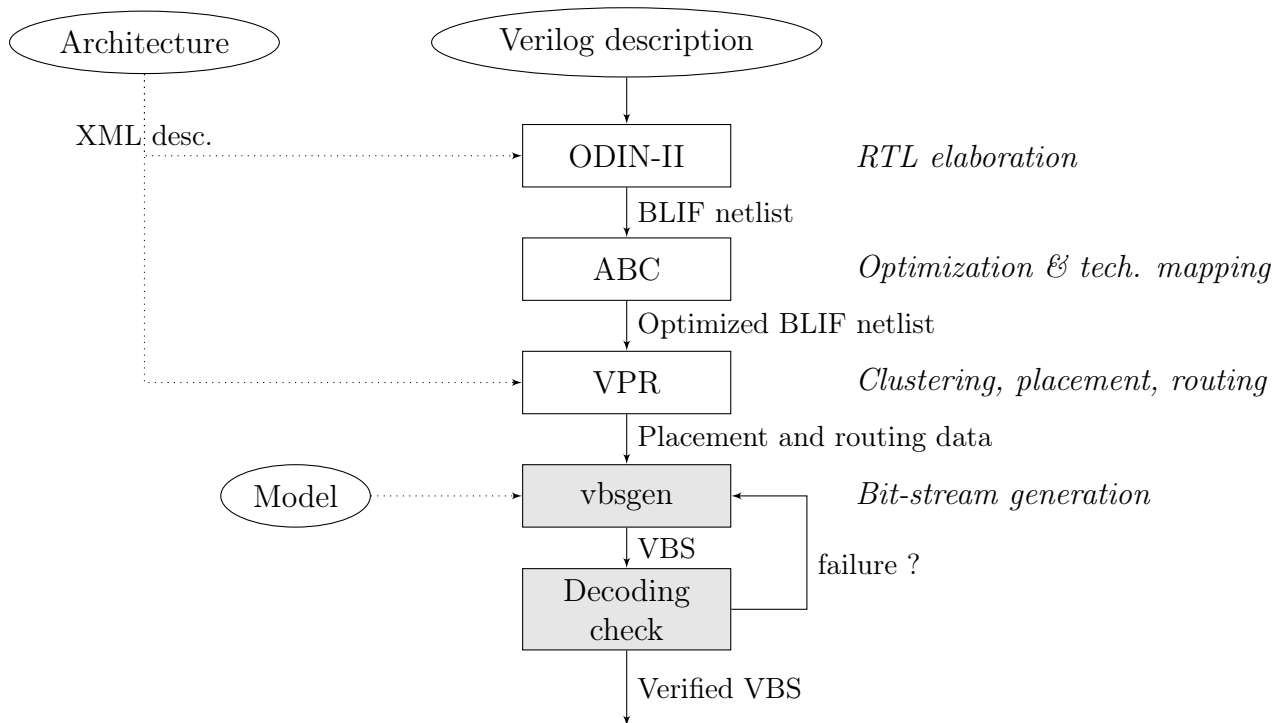 Architecture
Verilog description
XML desc.
ODIN-II
RTL elaboration
BLIF netlist
ABC
Optimization & tech. mapping
Optimized BLIF netlist
VPR
Clustering, placement, routing
Placement and routing data
Model
vbsgen
Bit-stream generation
VBS
failure ?
Decoding
check
Verified VBS